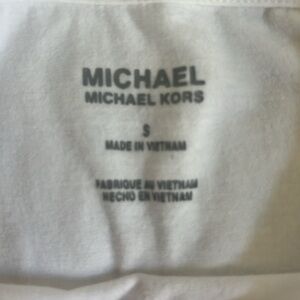 MICHAEL
MICHAEL KORS
S
MADE IN VIETNAM
FABRIQUE AU VIETNAM
HECHO EN VIETNAM